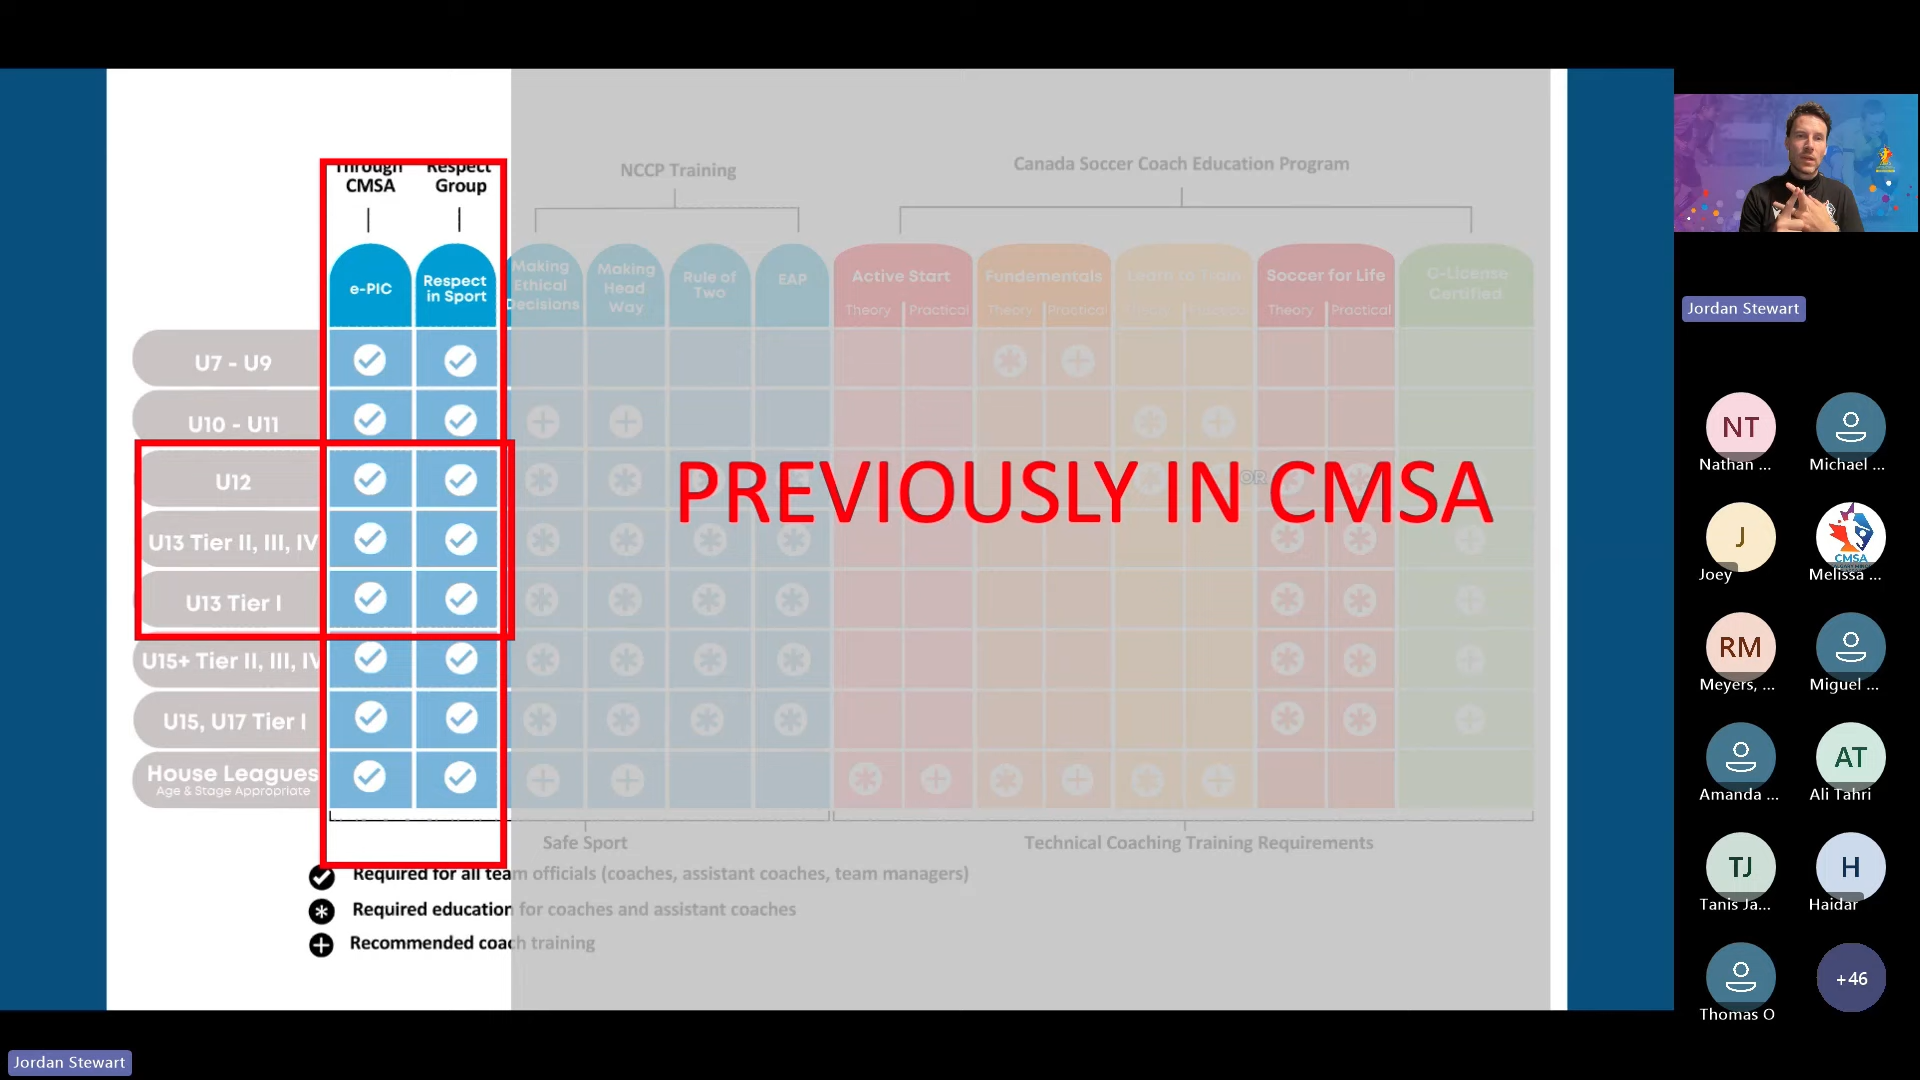 Through
CMSA
Respect
Group
NCCP Training
Canada Soccer Coach Education Program
e-PIC
Respect
in Sport
Making
Ethical
Decisions
Making
Head
Way
Rule of
Two
EAP
Active Start
Theory
Practical
Fundementals
Theory
Practical
Learn to Train
Soccer for Life
Theory
Practical
G-License
Certified
U7 - U9
U10 - U11
U12
OR
PREVIOUSLY IN CMSA
U13 Tier II, III, IV
U13 Tier I
U15+ Tier II, III, IV
U15, U17 Tier I
House Leagues
Age & Stage Appropriate
Safe Sport
Technical Coaching Training Requirements
Required for all team officials (coaches, assistant coaches, team managers)
Required education for coaches and assistant coaches
Recommended coach training
Jordan Stewart
Jordan Stewart
NT
Nathan ...
Michael ...
J
Joey
CMSA
Melissa ...
RM
Meyers, ...
Miguel ...
Amanda ...
AT
Ali Tahri
TJ
Tanis Ja...
H
Haidar
Thomas O
+46